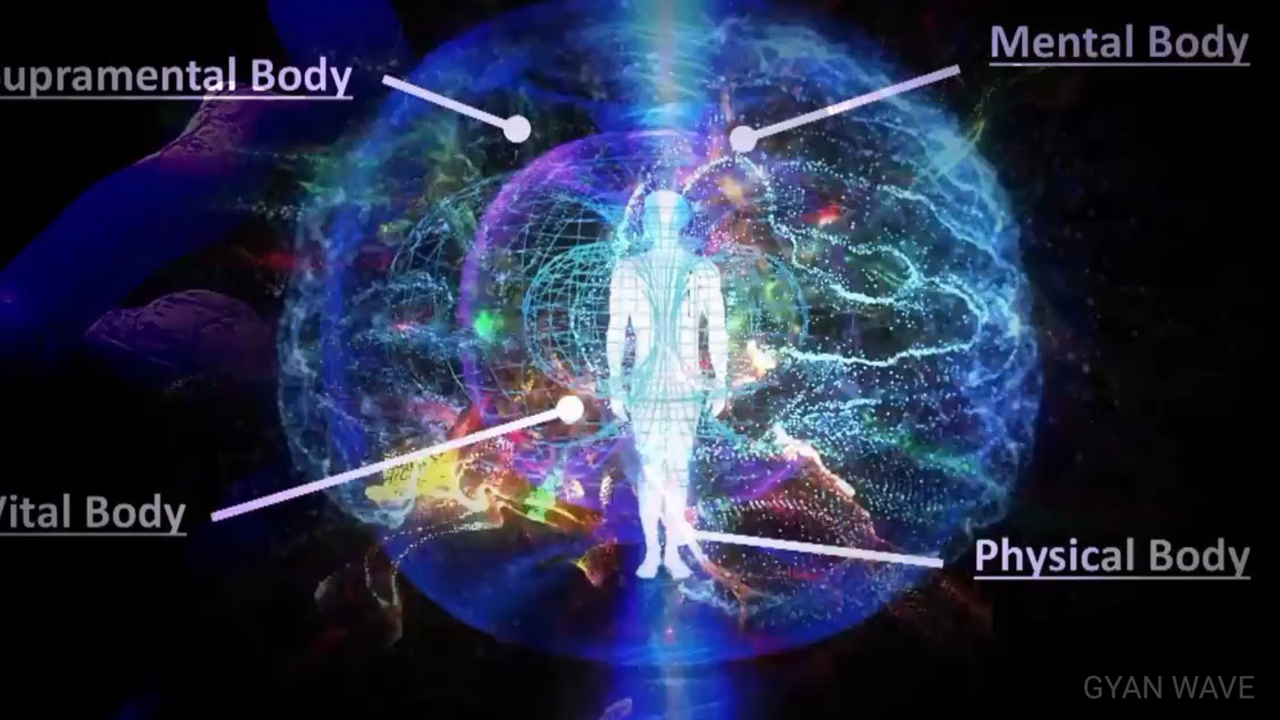 upramental Body
Mental Body
Vital Body
Physical Body
GYAN WAVE